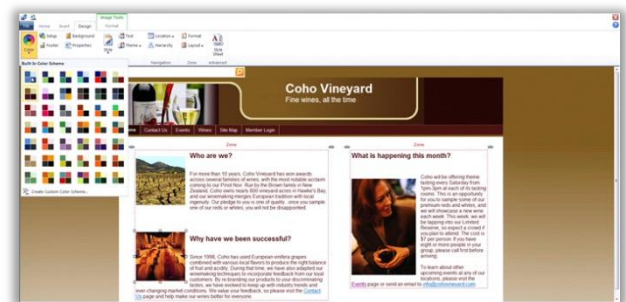 Image Tools
Home Insert Design Format
Color Setup Background Style Text Location Format Style Sheet
Footer Properties Theme Hierarchy Layout
Navigation Zone Advanced
Built-In Color Scheme
Create Custom Color Scheme...
Coho Vineyard
Fine wines, all the time
Contact Us Events Wines Site Map Member Login
Zone
Zone
Who are we?
For more than 10 years, Coho Vineyard has won awards
across several families of wines, with the most notable acclaim
coming to our Pinot Noir. Run by the Brown family in New
Zealand, Coho owns nearly 800 vineyard acres in Hawke's Bay,
and our winemaking merges European tradition with local
ingenuity. Our pledge to you is one of quality...once you sample
one of our reds or whites, you will not be disappointed.
Why have we been successful?
Since 1998, Coho has used European vinifera grapes
combined with various local flavors to produce the right balance
of fruit and acidity. During that time, we have also adapted our
winemaking techniques to incorporate feedback from our loyal
customers. By re-branding our products to your discriminating
tastes, we have evolved to keep up with industry trends and
ever-changing market conditions. We value your feedback, so please visit the Contact
Us page and help make our wines better for everyone.
What is happening this month?
Coho will be offering theme
tasting every Saturday from
1pm-3pm at each of its tasting
rooms. This is an opportunity
for you to sample some of our
premium reds and whites, and
we will showcase a new wine
each week. This week, we will
be tapping into our Limited
Reserve, so expect a crowd if
you plan to attend. The cost is
$7 per person. If you have
eight or more people in your
group, please call first before
arriving.
To learn about other
upcoming events at any of our
locations, please visit the
Events page or send an email to info@cohovineyard.com